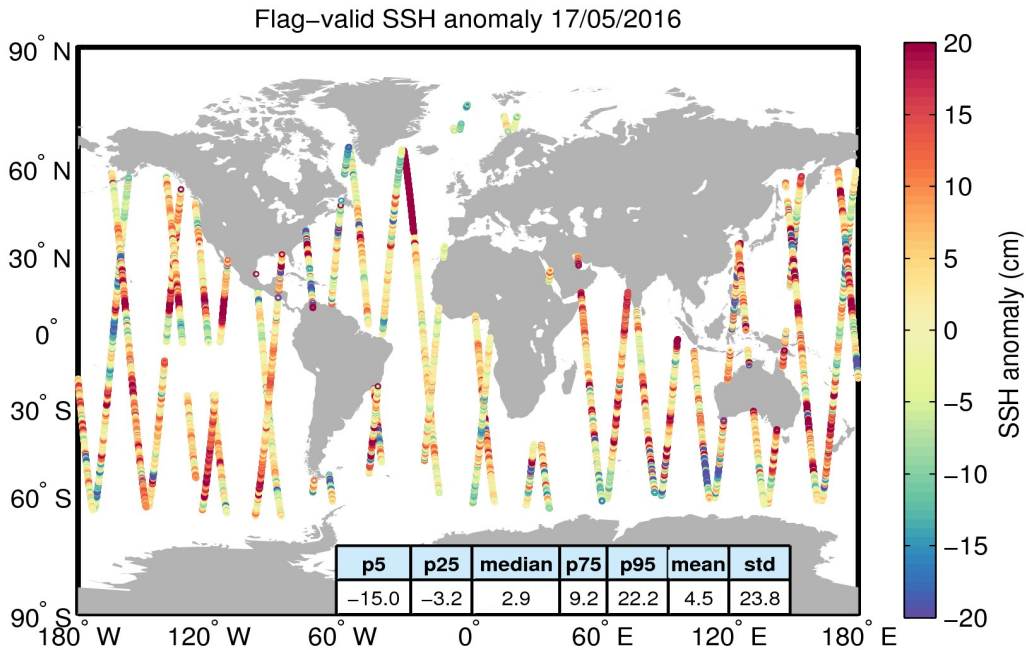 Flag−valid SSH anomaly 17/05/2016
90° N
60° N
30° N
0°
30° S
60° S
90° S
180° W
120° W
60° W
0°
60° E
120° E
180° E
p5 p25 median p75 p95 mean std
−15.0 −3.2 2.9 9.2 22.2 4.5 23.8
20
15
10
5
0
−5
−10
−15
−20
SSH anomaly (cm)